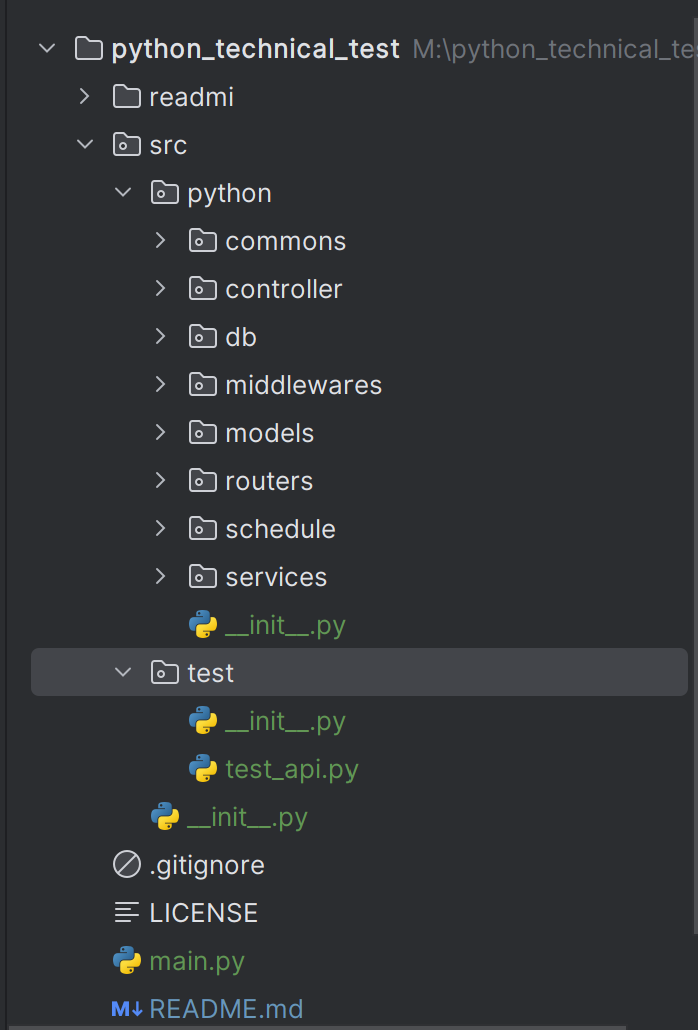 python_technical_test M:\python_technical_te
readmi
src
python
commons
controller
db
middlewares
models
routers
schedule
services
__init__.py
test
__init__.py
test_api.py
__init__.py
.gitignore
LICENSE
main.py
M↓ README.md